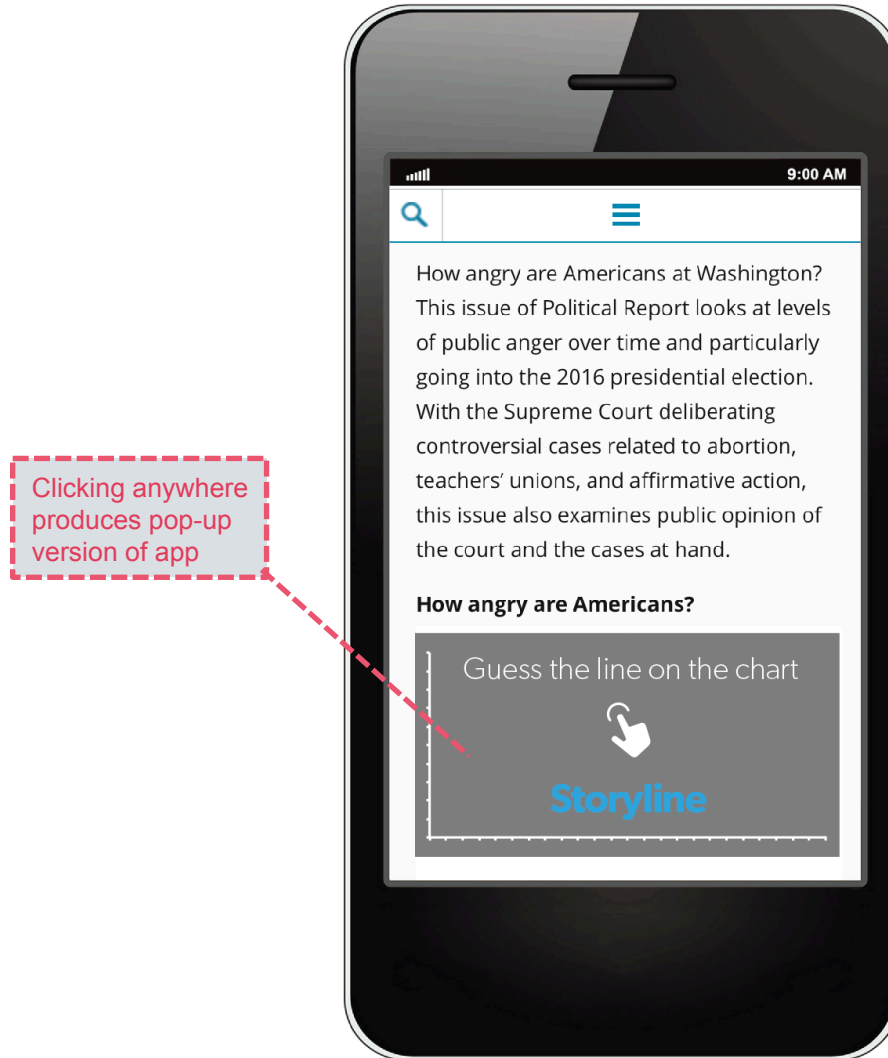 9:00 AM
How angry are Americans at Washington?
This issue of Political Report looks at levels
of public anger over time and particularly
going into the 2016 presidential election.
With the Supreme Court deliberating
controversial cases related to abortion,
teachers’ unions, and affirmative action,
this issue also examines public opinion of
the court and the cases at hand.
Clicking anywhere
produces pop-up
version of app
How angry are Americans?
Guess the line on the chart
Storyline